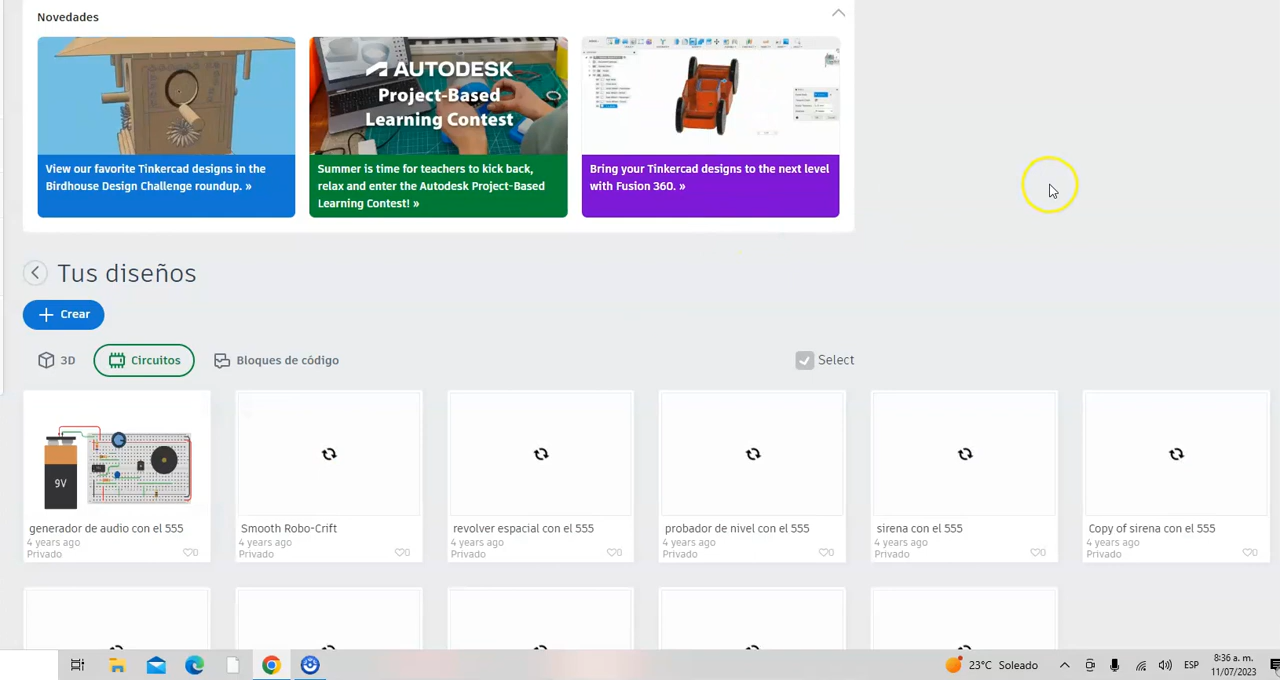 Novedades
AUTODESK
Project-Based
Learning Contest
View our favorite Tinkercad designs in the
Birdhouse Design Challenge roundup. »
Summer is time for teachers to kick back,
relax and enter the Autodesk Project-Based
Learning Contest! »
Bring your Tinkercad designs to the next level
with Fusion 360. »
Tus diseños
+ Crear
3D
Circuitos
Bloques de código
Select
9V
generador de audio con el 555
4 years ago
Privado
0
Smooth Robo-Crift
4 years ago
Privado
0
revolver espacial con el 555
4 years ago
Privado
0
probador de nivel con el 555
4 years ago
Privado
0
sirena con el 555
4 years ago
Privado
0
Copy of sirena con el 555
4 years ago
Privado
0
23°C Soleado
ESP
8:36 a. m.
11/07/2023